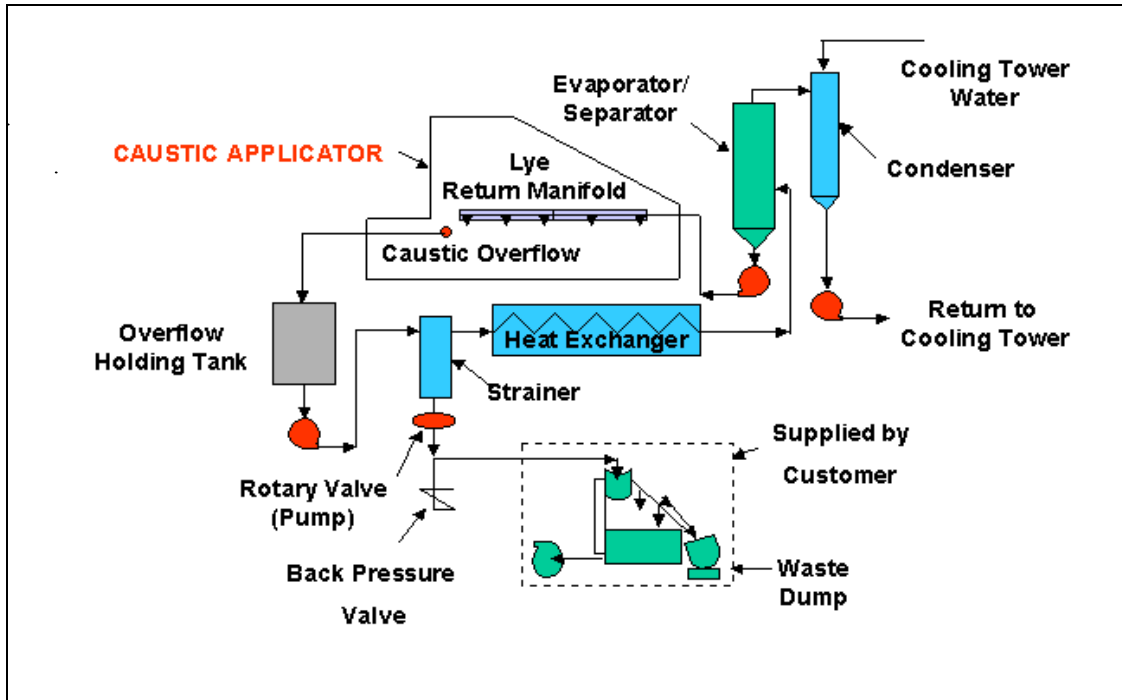 Cooling Tower
Water
Evaporator/
Separator
CAUSTIC APPLICATOR
Lye
Return Manifold
Condenser
Caustic Overflow
Overflow
Holding Tank
Heat Exchanger
Return to
Cooling Tower
Strainer
Supplied by
Customer
Rotary Valve
(Pump)
Back Pressure
Valve
Waste
Dump